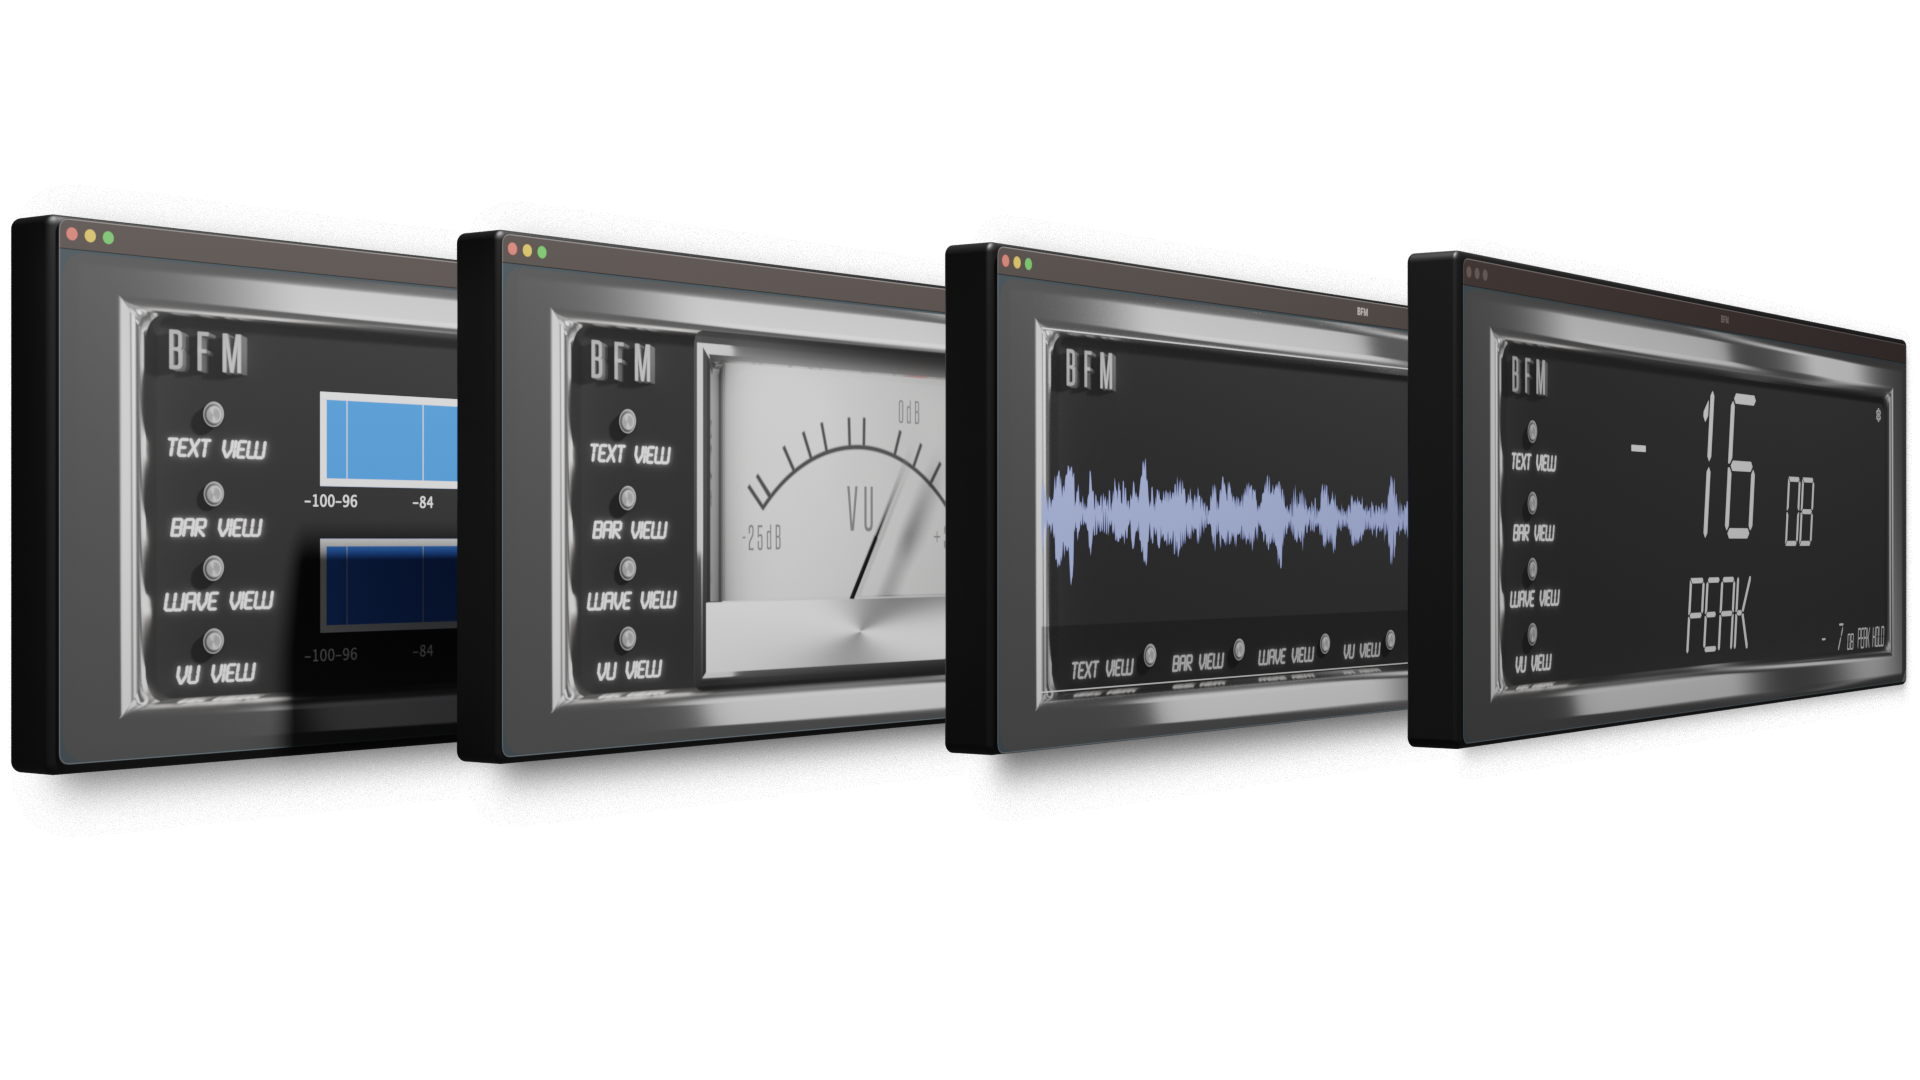 BFM
TEXT VIEW
BAR VIEW
WAVE VIEW
VU VIEW
-100-96 -84
-100-96 -84
BFM
TEXT VIEW
BAR VIEW
WAVE VIEW
VU VIEW
0dB
VU
-25dB
BFM
BFM
TEXT VIEW BAR VIEW WAVE VIEW VU VIEW
BFM
BFM
TEXT VIEW
BAR VIEW
WAVE VIEW
VU VIEW
- 16 DB
PEAK
- 7 DB PEAK HOLD